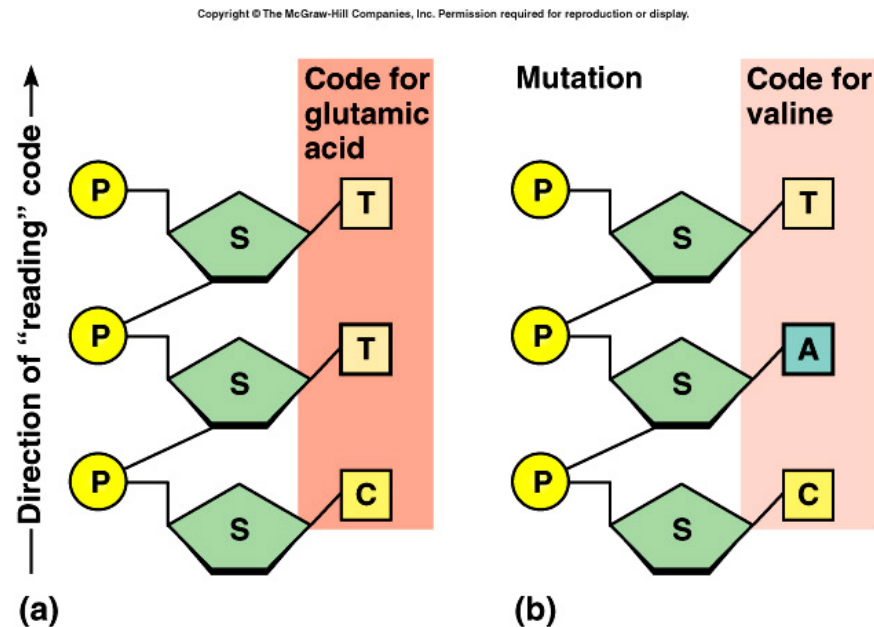 Copyright © The McGraw-Hill Companies, Inc. Permission required for reproduction or display.
Direction of “reading” code
Code for
glutamic
acid
P
S
T
P
S
T
P
S
C
(a)
Mutation
Code for
valine
P
S
T
P
S
A
P
S
C
(b)